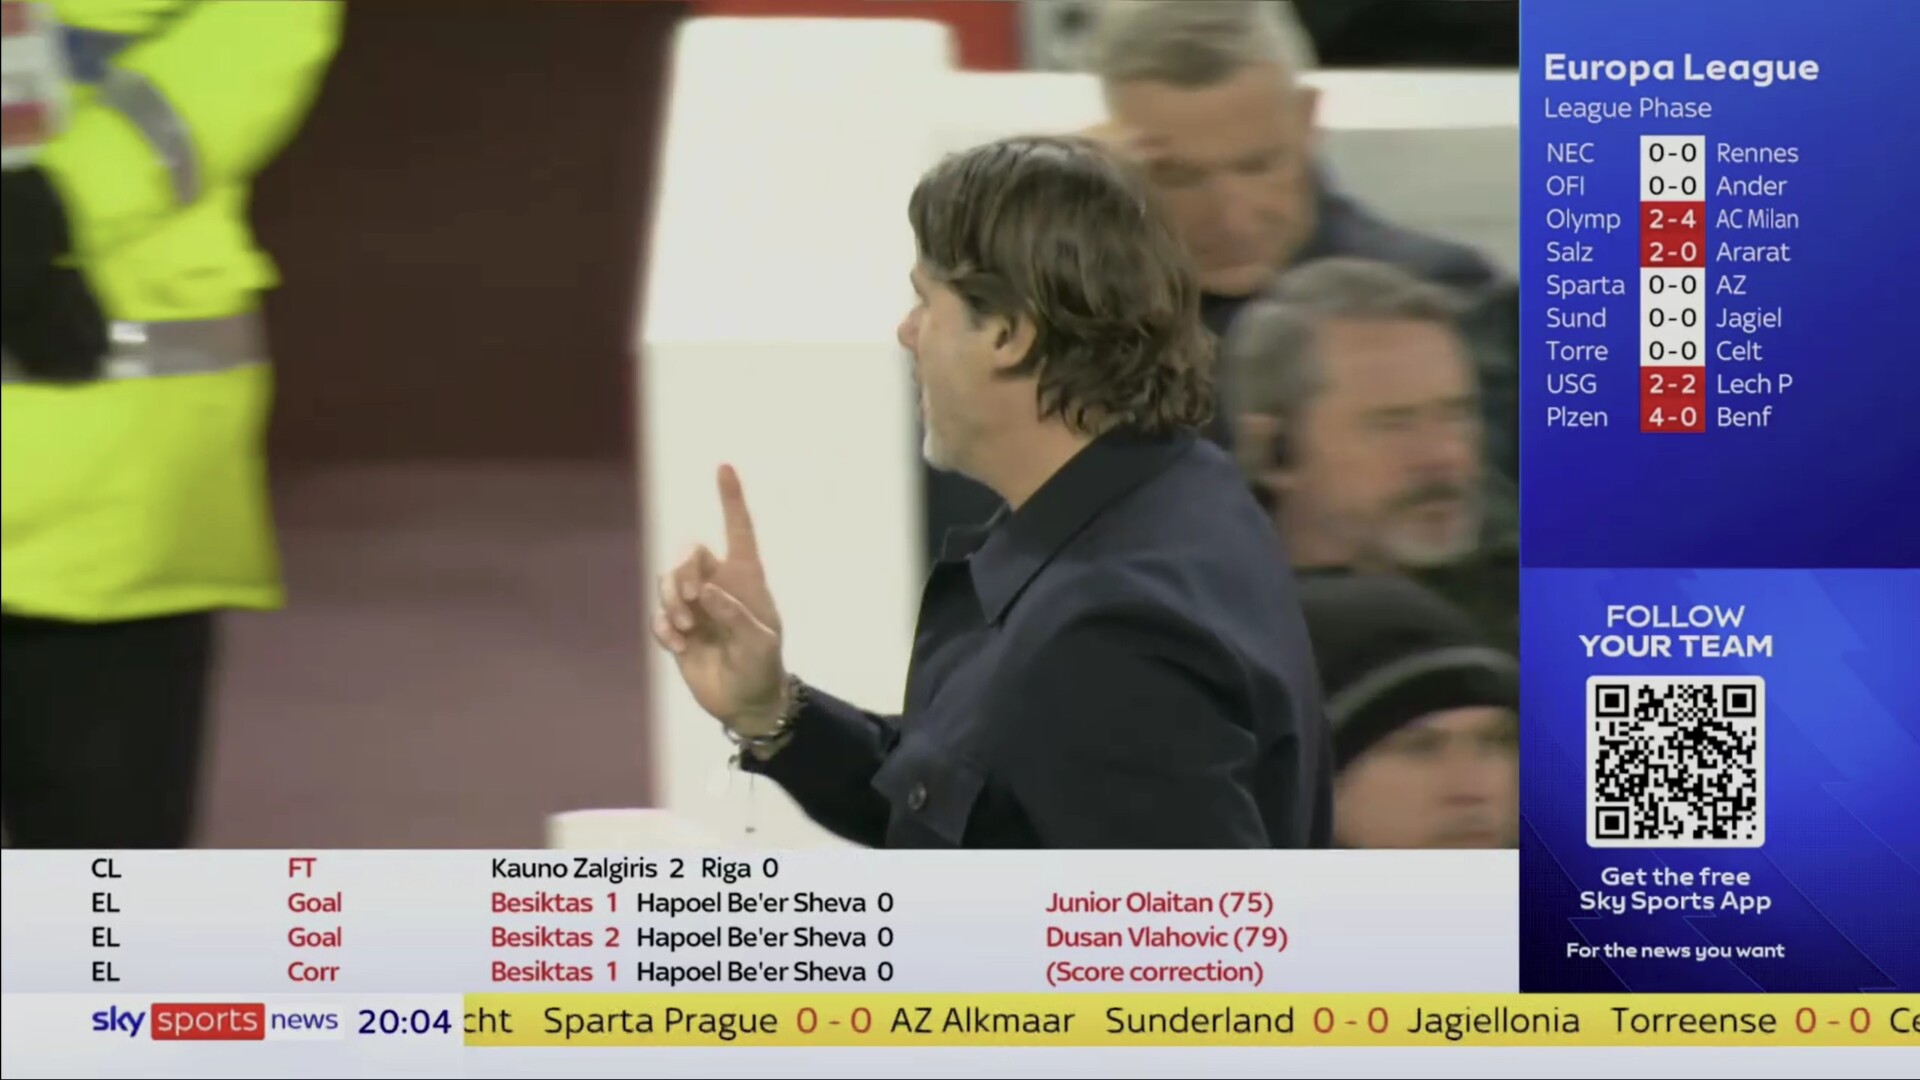 Europa League
League Phase
NEC 0-0 Rennes
OFI 0-0 Ander
Olymp 2-4 AC Milan
Salz 2-0 Ararat
Sparta 0-0 AZ
Sund 0-0 Jagiel
Torre 0-0 Celt
USG 2-2 Lech P
Plzen 4-0 Benf
FOLLOW
YOUR TEAM
Get the free
Sky Sports App
For the news you want
CL FT Kauno Zalgiris 2 Riga 0
EL Goal Besiktas 1 Hapoel Be'er Sheva 0 Junior Olaitan (75)
EL Goal Besiktas 2 Hapoel Be'er Sheva 0 Dusan Vlahovic (79)
EL Corr Besiktas 1 Hapoel Be'er Sheva 0 (Score correction)
sky sports news 20:04 cht Sparta Prague 0-0 AZ Alkmaar Sunderland 0-0 Jagiellonia Torreense 0-0 Ce